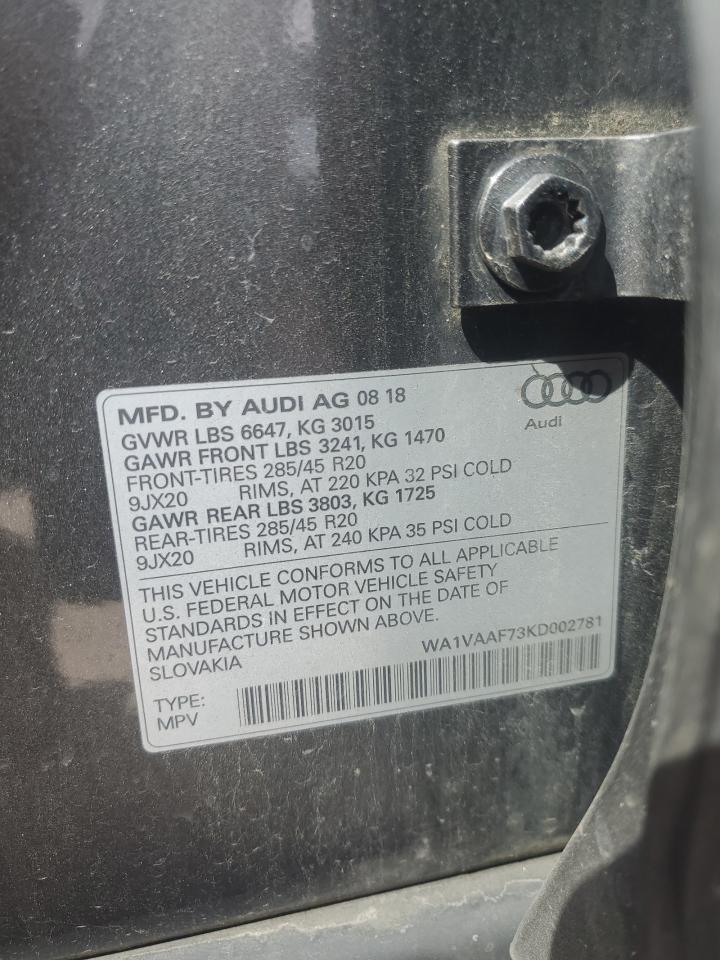 MFD. BY AUDI AG 08 18
GVWR LBS 6647, KG 3015
GAWR FRONT LBS 3241, KG 1470
FRONT-TIRES 285/45 R20
9JX20 RIMS, AT 220 KPA 32 PSI COLD
GAWR REAR LBS 3803, KG 1725
REAR-TIRES 285/45 R20
9JX20 RIMS, AT 240 KPA 35 PSI COLD
Audi
THIS VEHICLE CONFORMS TO ALL APPLICABLE
U.S. FEDERAL MOTOR VEHICLE SAFETY
STANDARDS IN EFFECT ON THE DATE OF
MANUFACTURE SHOWN ABOVE.
SLOVAKIA
WA1VAAF73KD002781
TYPE:
MPV